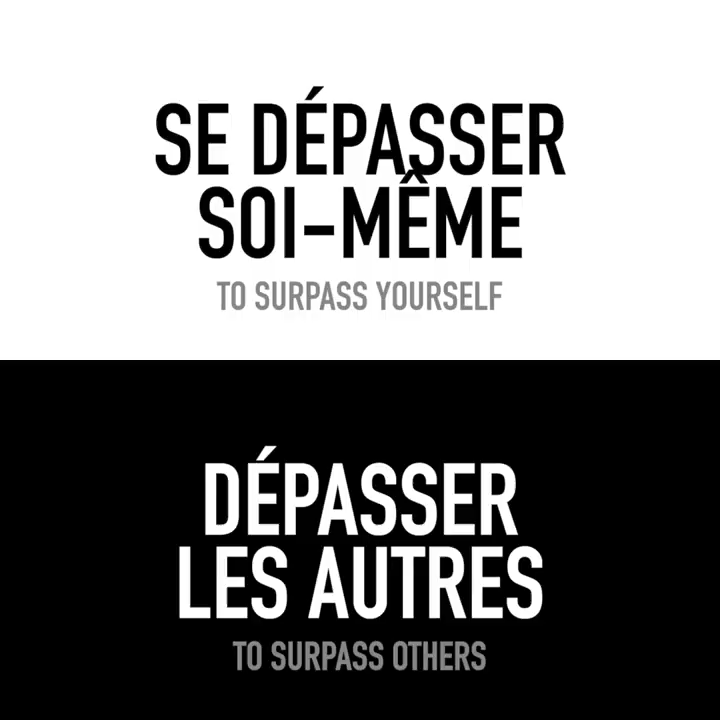 SE DÉPASSER
SOI-MÊME
TO SURPASS YOURSELF
DÉPASSER
LES AUTRES
TO SURPASS OTHERS